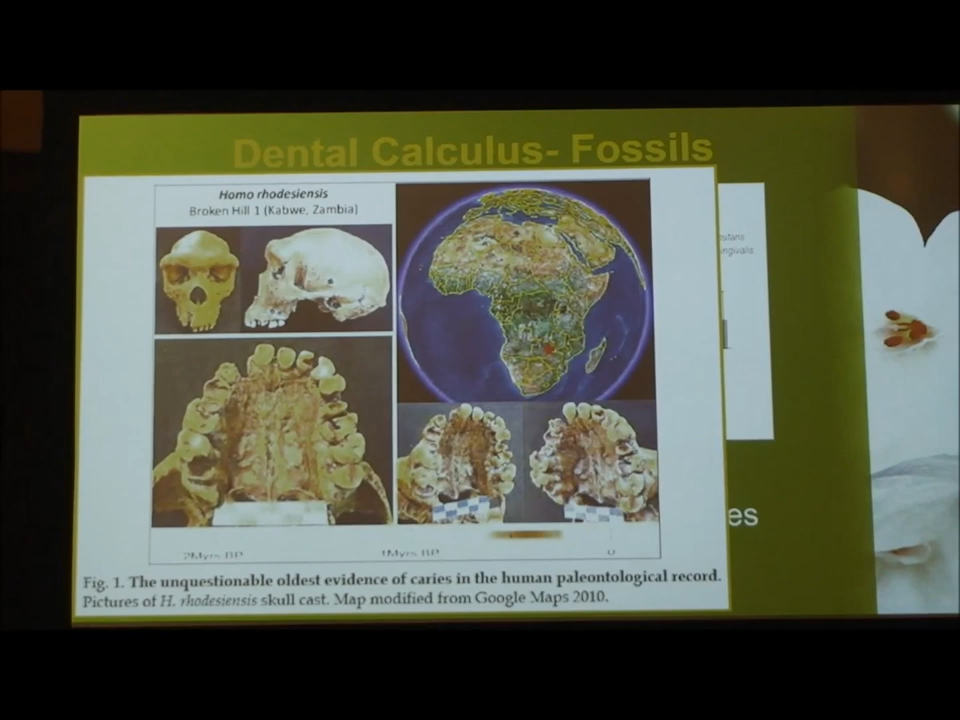 Dental Calculus- Fossils
Homo rhodesiensis
Broken Hill 1 (Kabwe, Zambia)
2Myrs BP 1Myrs BP 0
es
Fig. 1. The unquestionable oldest evidence of caries in the human paleontological record.
Pictures of H. rhodesiensis skull cast. Map modified from Google Maps 2010.